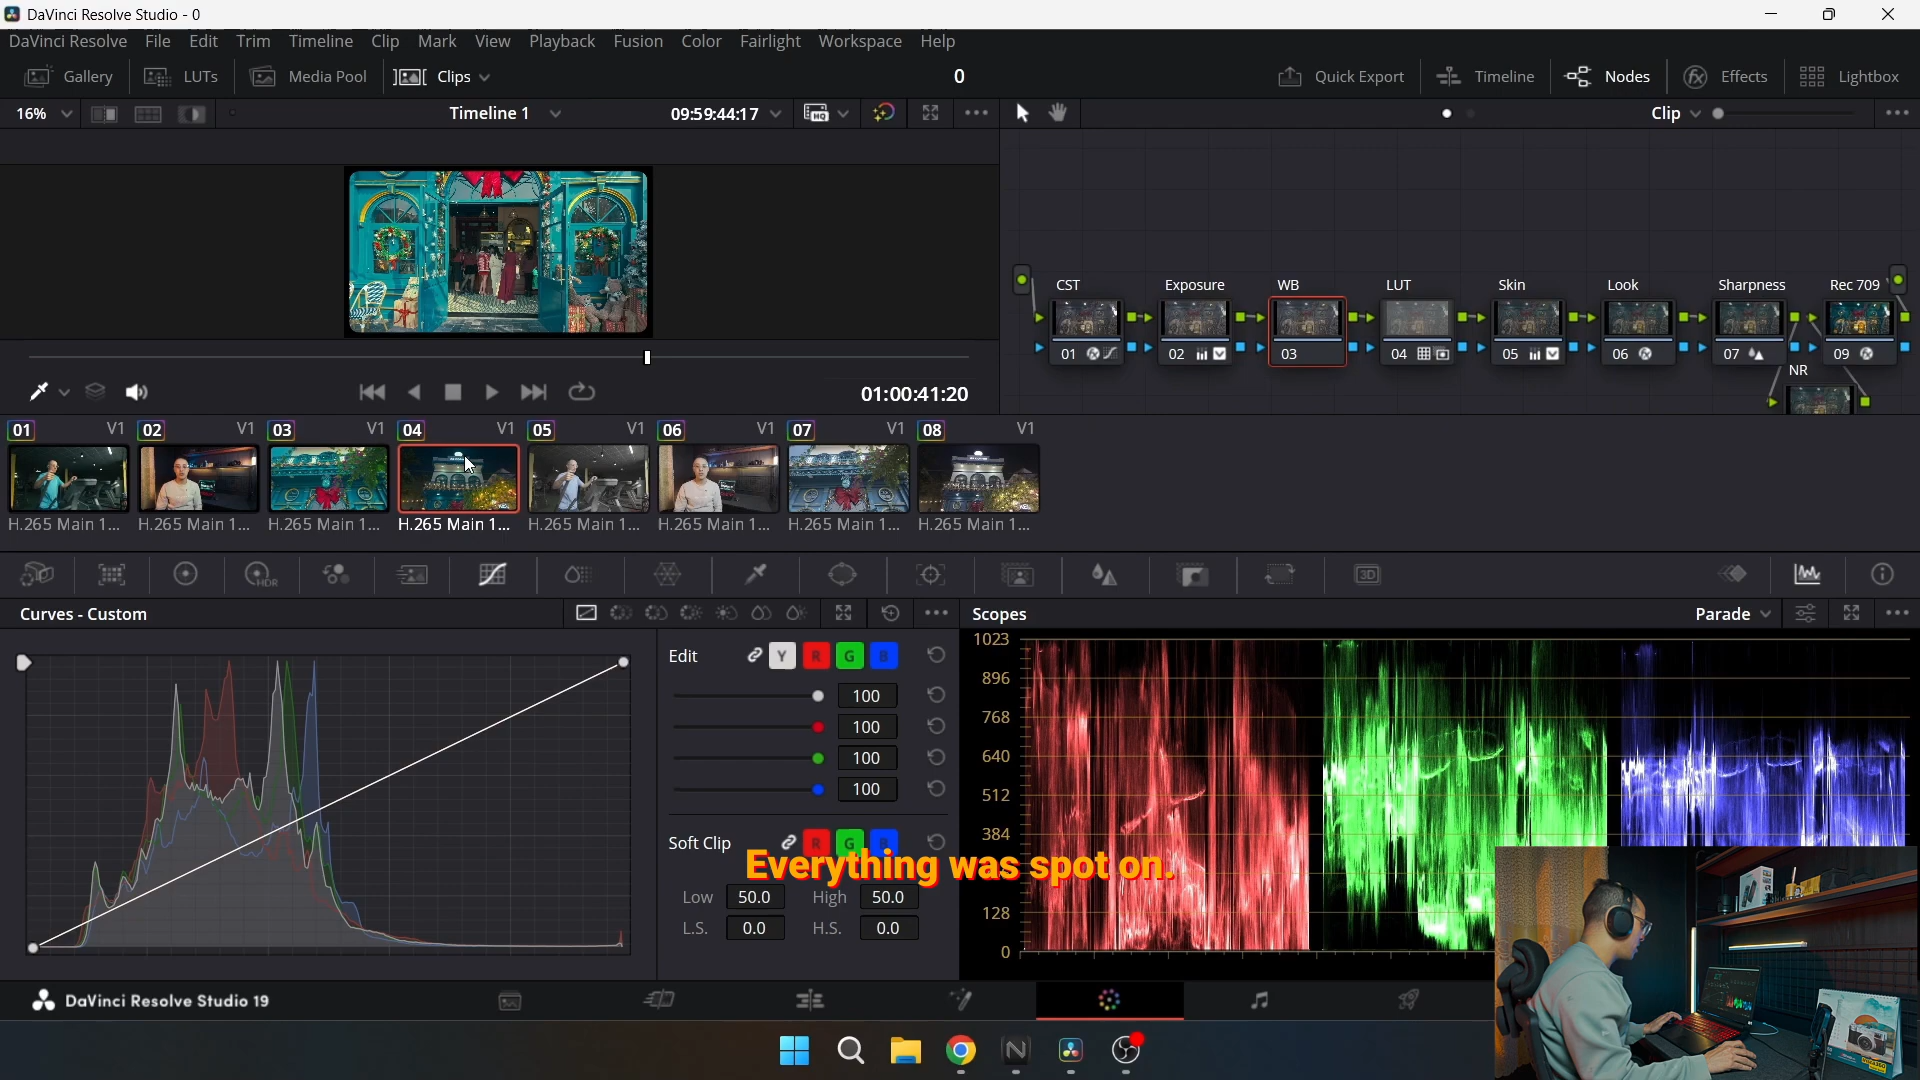 DaVinci Resolve Studio - 0
DaVinci Resolve File Edit Trim Timeline Clip Mark View Playback Fusion Color Fairlight Workspace Help
Gallery LUTs Media Pool Clips 0 Quick Export Timeline Nodes Effects Lightbox
16% Timeline 1 09:59:44:17 HQ Clip
CST Exposure WB LUT Skin Look Sharpness Rec 709
01 02 03 04 05 06 07 09
NR
01:00:41:20
01 V1 02 V1 03 V1 04 V1 05 V1 06 V1 07 V1 08 V1
H.265 Main 1... H.265 Main 1... H.265 Main 1... H.265 Main 1... H.265 Main 1... H.265 Main 1... H.265 Main 1... H.265 Main 1...
HDR 3D
Curves - Custom Scopes Parade
Edit Y R G B
100
100
100
100
Soft Clip R G B
Low 50.0 High 50.0
L.S. 0.0 H.S. 0.0
1023
896
768
640
512
384
128
0
Everything was spot on.
DaVinci Resolve Studio 19